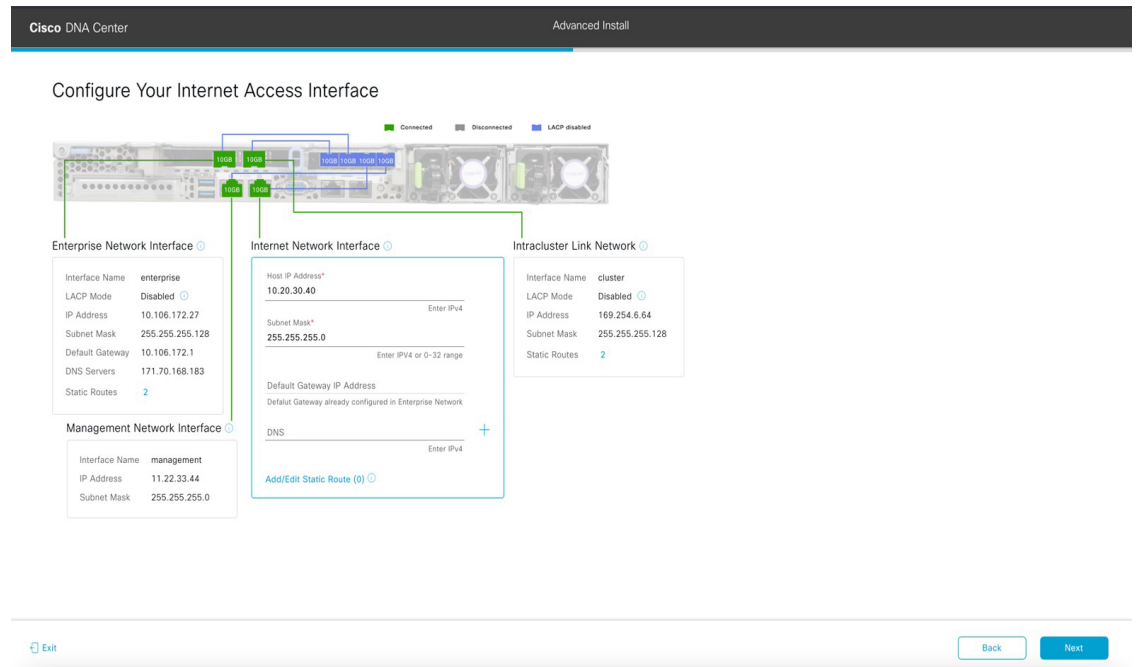 Cisco DNA Center
Advanced Install
Configure Your Internet Access Interface
Connected
Disconnected
LACP disabled
10GB
10GB
10GB 10GB 10GB 10GB
10GB
10GB
Enterprise Network Interface
Interface Name enterprise
LACP Mode Disabled
IP Address 10.106.172.27
Subnet Mask 255.255.255.128
Default Gateway 10.106.172.1
DNS Servers 171.70.168.183
Static Routes 2
Management Network Interface
Interface Name management
IP Address 11.22.33.44
Subnet Mask 255.255.255.0
Internet Network Interface
Host IP Address*
10.20.30.40
Enter IPv4
Subnet Mask*
255.255.255.0
Enter IPV4 or 0-32 range
Default Gateway IP Address
Defalut Gateway already configured in Enterprise Network
DNS
+
Enter IPv4
Add/Edit Static Route (0)
Intracluster Link Network
Interface Name cluster
LACP Mode Disabled
IP Address 169.254.6.64
Subnet Mask 255.255.255.128
Static Routes 2
Exit
Back
Next